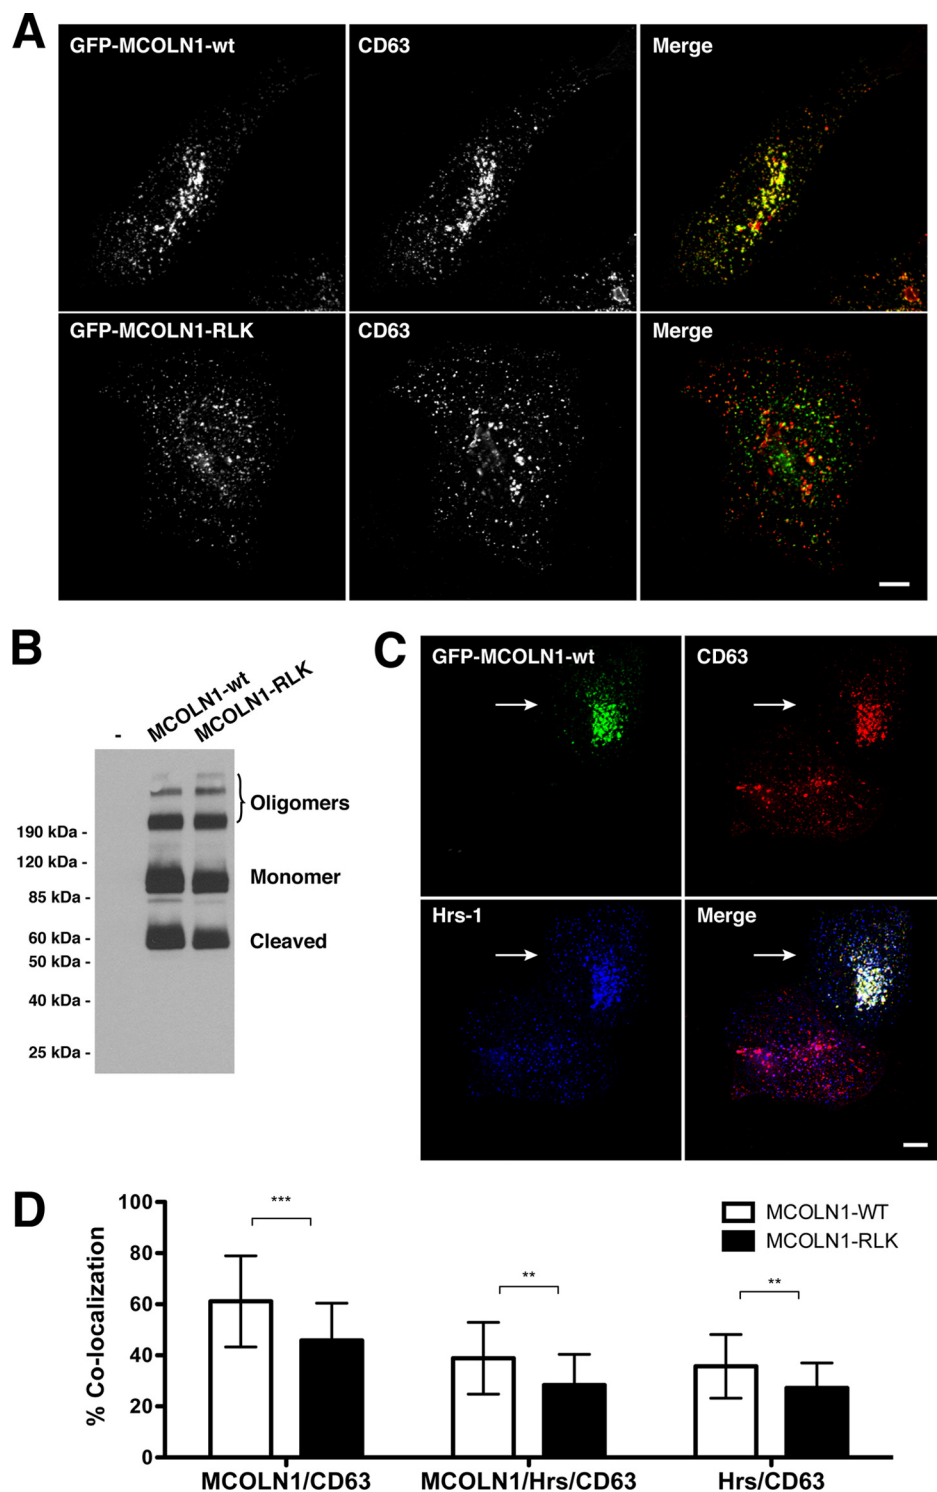 A
GFP-MCOLN1-wt
CD63
Merge
GFP-MCOLN1-RLK
CD63
Merge
B
-
MCOLN1-wt
MCOLN1-RLK
Oligomers
190 kDa -
120 kDa -
Monomer
85 kDa -
60 kDa -
Cleaved
50 kDa -
40 kDa -
25 kDa -
C
GFP-MCOLN1-wt
CD63
Hrs-1
Merge
D
% Co-localization
100
80
60
40
20
0
***
**
**
MCOLN1-WT
MCOLN1-RLK
MCOLN1/CD63
MCOLN1/Hrs/CD63
Hrs/CD63